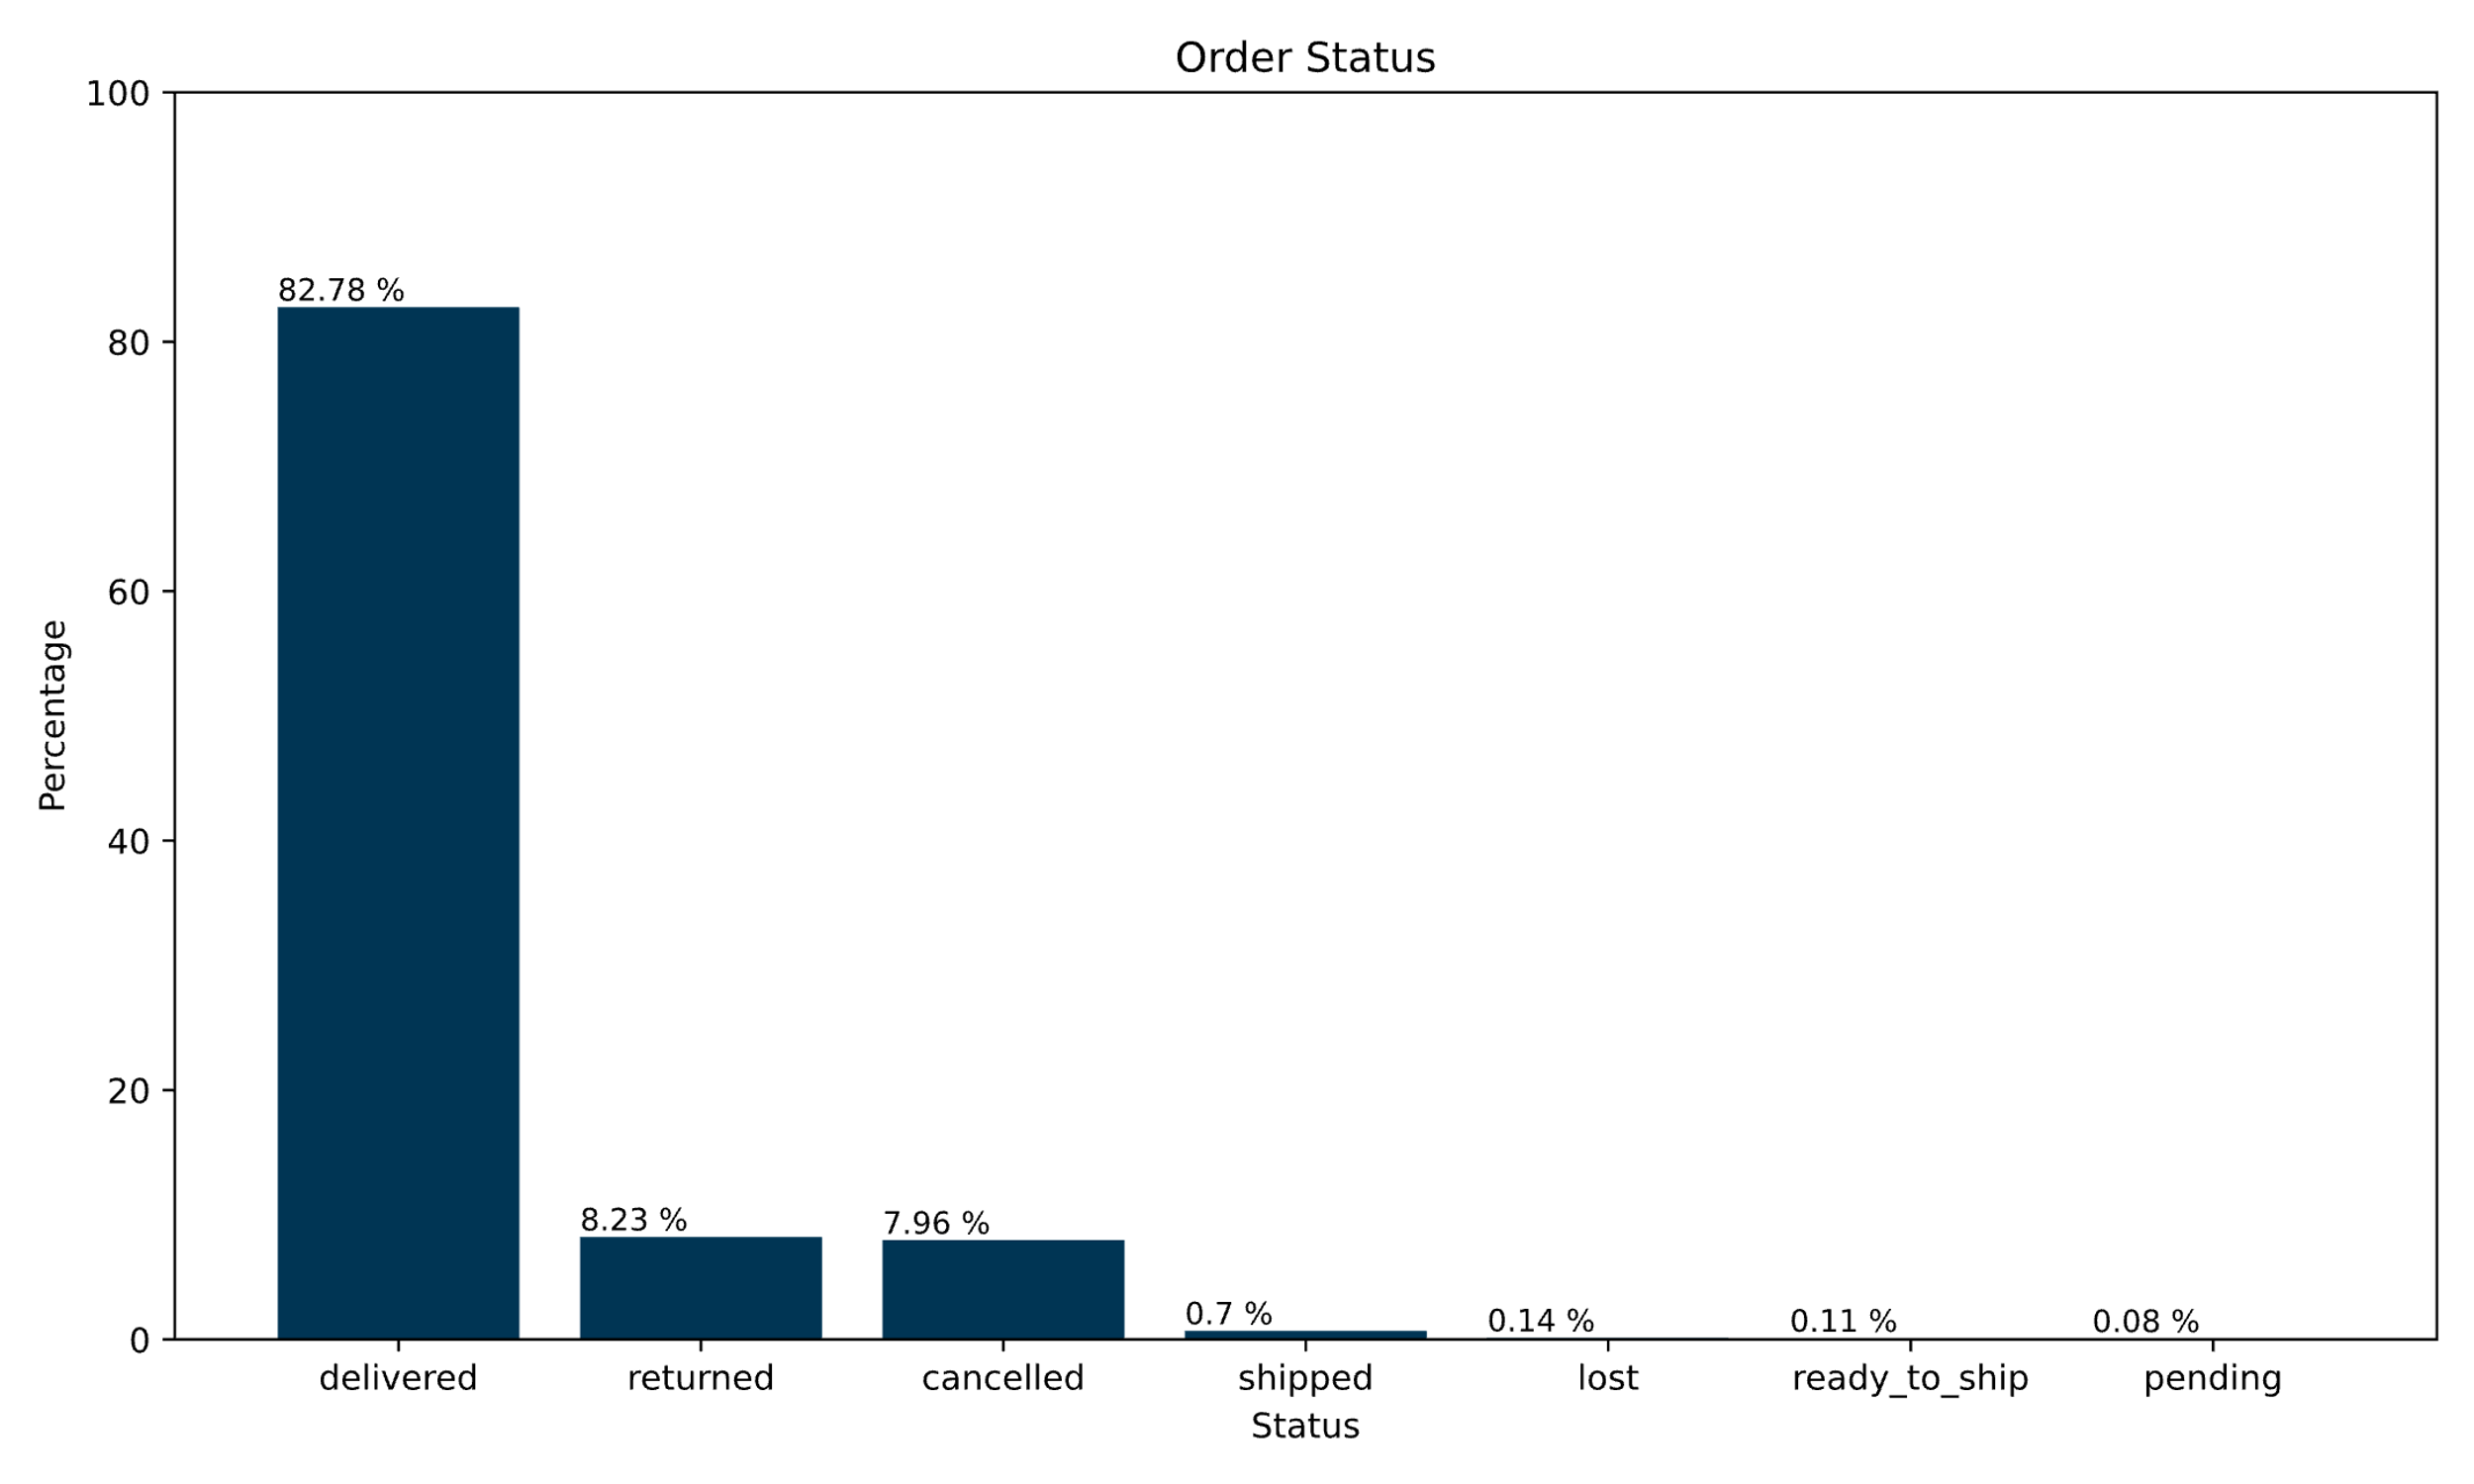 Order Status
Percentage
100
80
60
40
20
0
82.78 %
8.23 %
7.96 %
0.7 %
0.14 %
0.11 %
0.08 %
delivered
returned
cancelled
shipped
lost
ready_to_ship
pending
Status